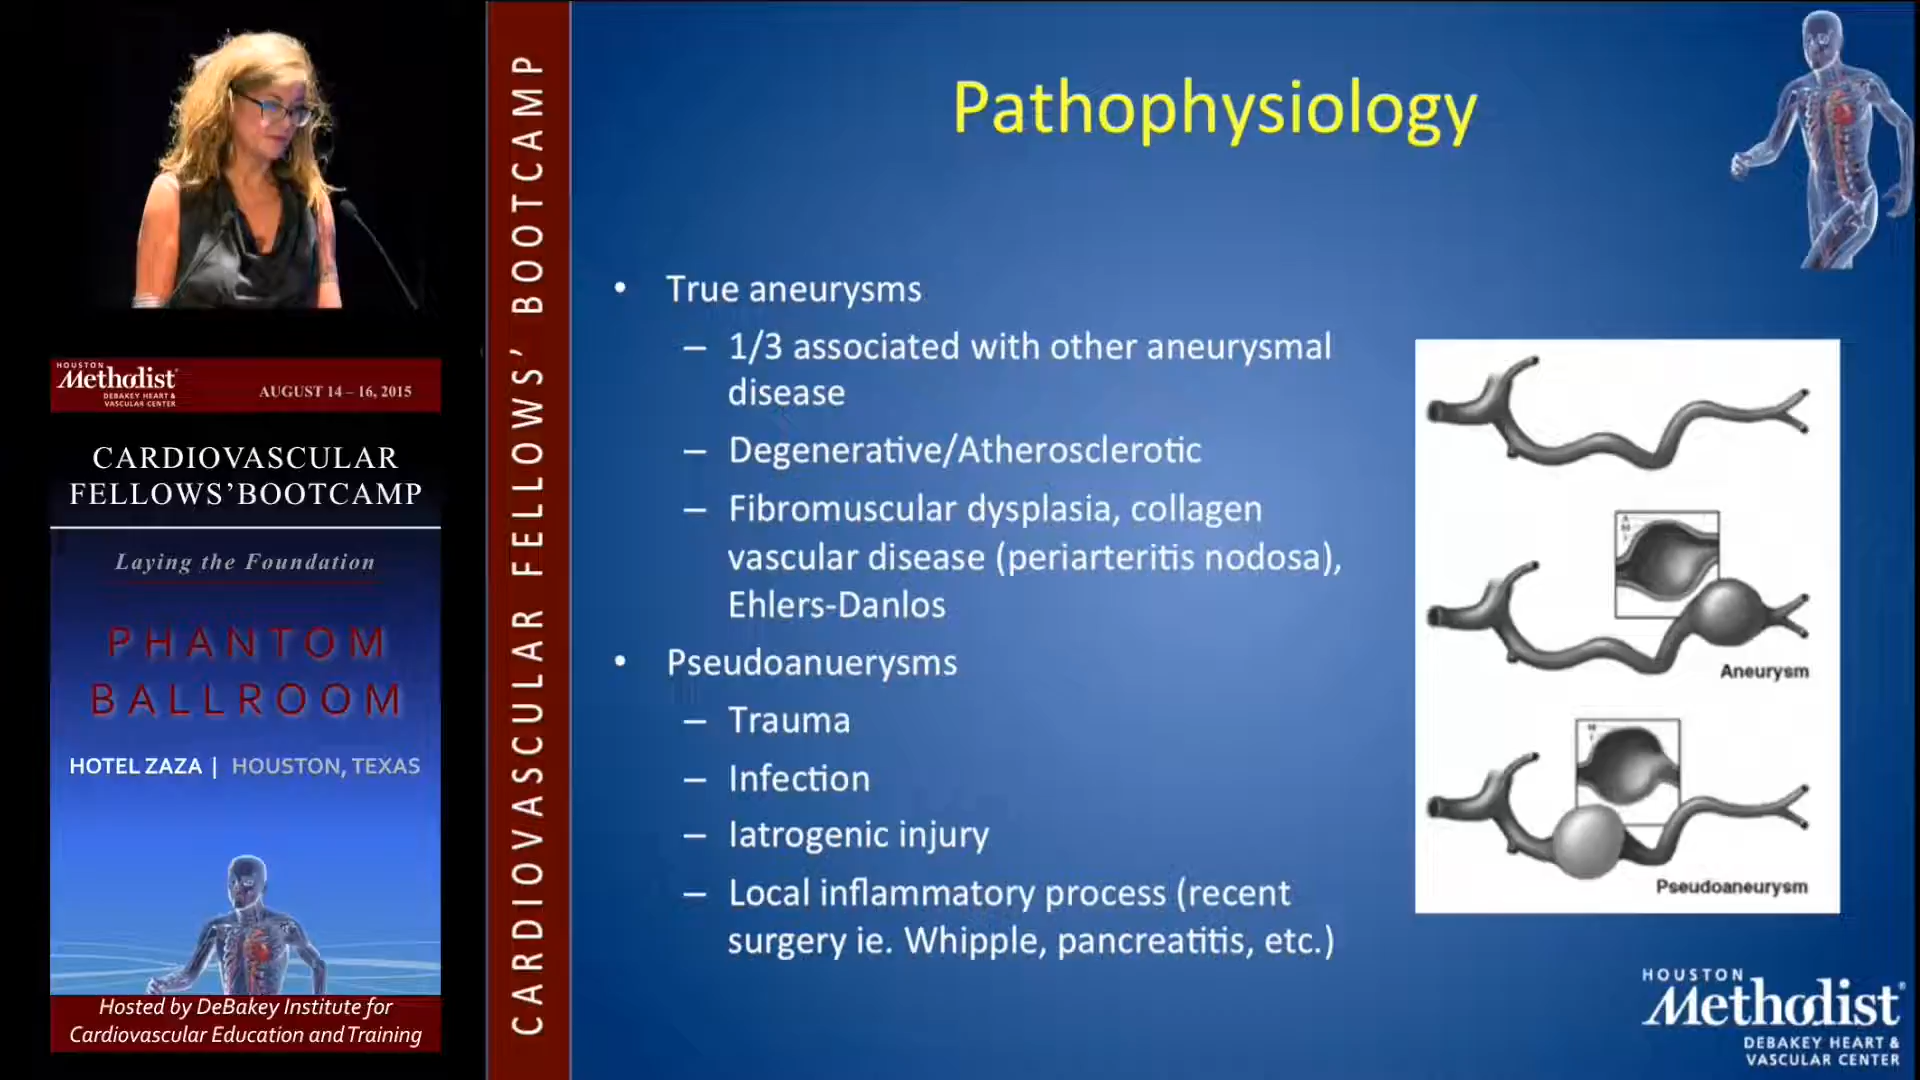 HOUSTON
Methodist
DEBAKEY HEART &
VASCULAR CENTER
AUGUST 14 – 16, 2015
CARDIOVASCULAR
FELLOWS'BOOTCAMP
Laying the Foundation
PHANTOM
BALLROOM
HOTEL ZAZA | HOUSTON, TEXAS
Hosted by DeBakey Institute for
Cardiovascular Education and Training
CARDIOVASCULAR FELLOWS' BOOTCAMP
Pathophysiology
• True aneurysms
– 1/3 associated with other aneurysmal
disease
– Degenerative/Atherosclerotic
– Fibromuscular dysplasia, collagen
vascular disease (periarteritis nodosa),
Ehlers-Danlos
• Pseudoanuerysms
– Trauma
– Infection
– Iatrogenic injury
– Local inflammatory process (recent
surgery ie. Whipple, pancreatitis, etc.)
Aneurysm
Pseudoaneurysm
HOUSTON
Methodist®
DEBAKEY HEART &
VASCULAR CENTER